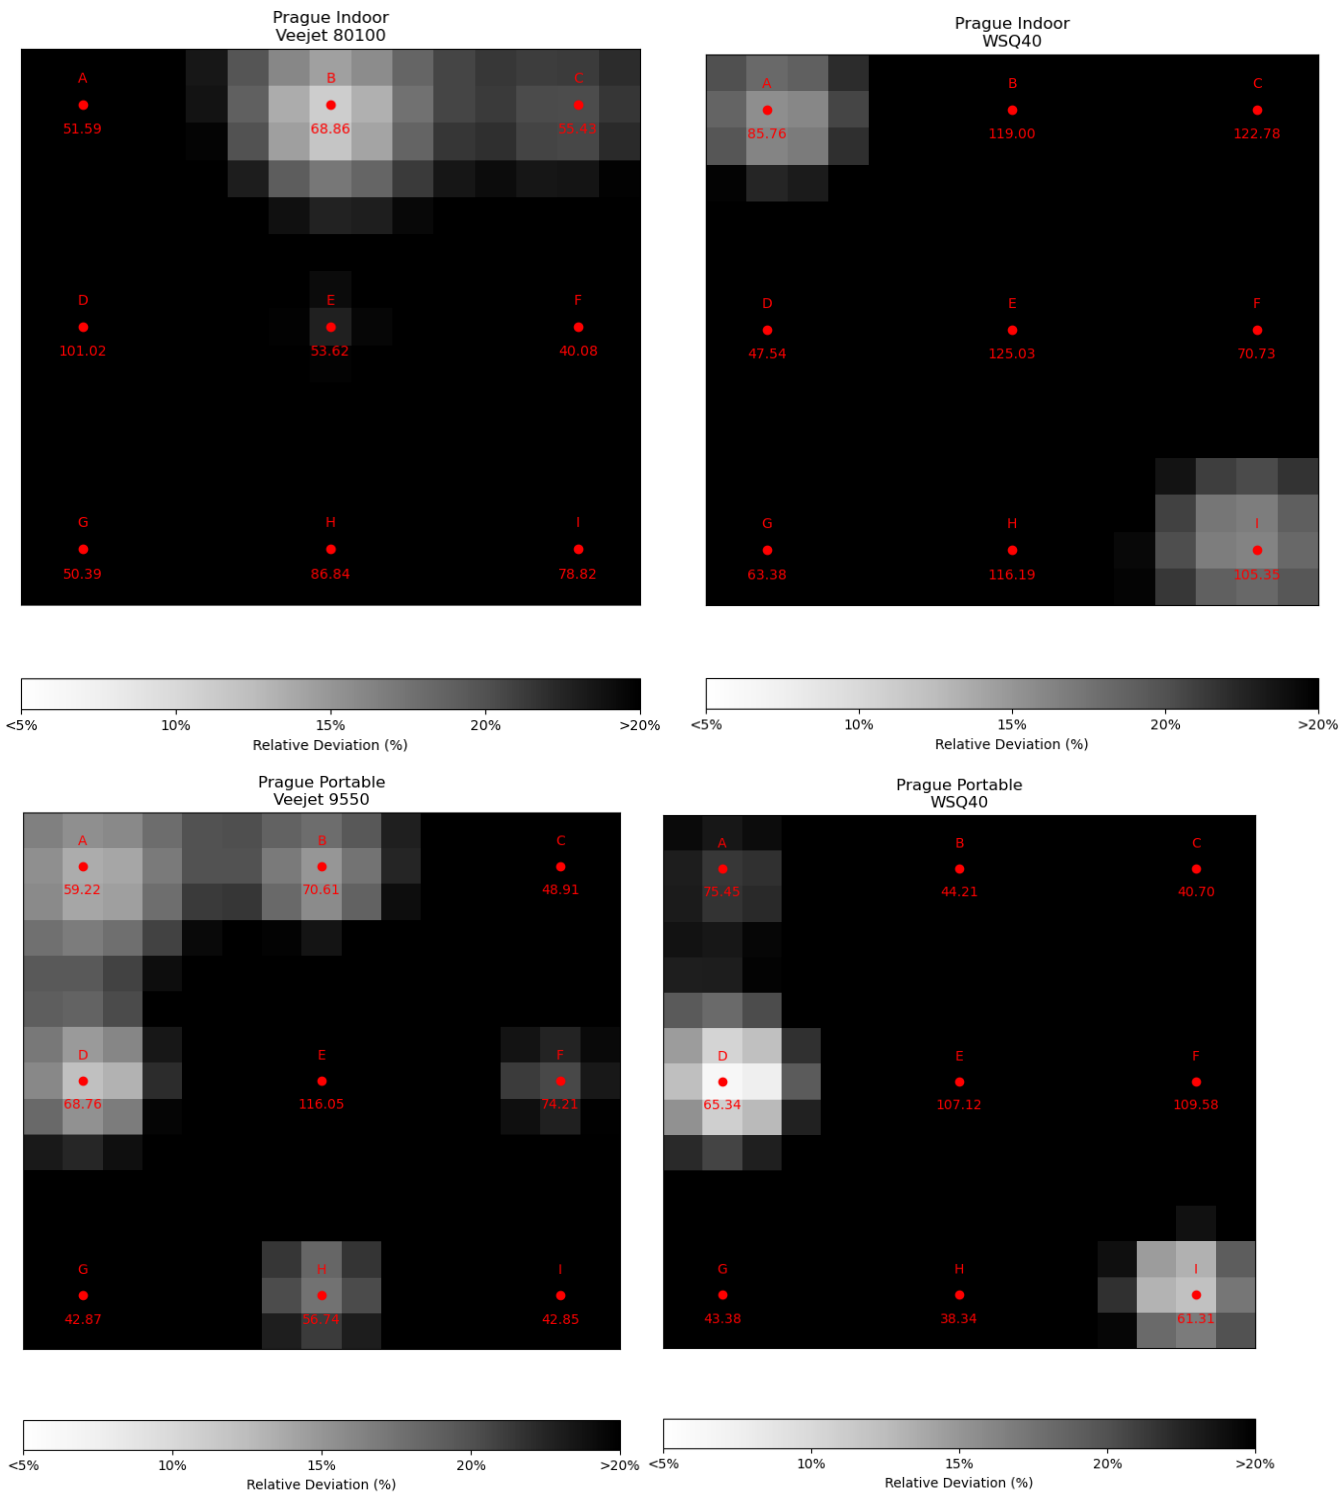 Prague Indoor
Veejet 80100
A
B
C
51.59
68.86
55.43
D
E
F
101.02
53.62
40.08
G
H
I
50.39
86.84
78.82
<5%
10%
15%
20%
>20%
Relative Deviation (%)
Prague Indoor
WSQ40
A
B
C
85.76
119.00
122.78
D
E
F
47.54
125.03
70.73
G
H
I
63.38
116.19
105.35
<5%
10%
15%
20%
>20%
Relative Deviation (%)
Prague Portable
Veejet 9550
A
B
C
59.22
70.61
48.91
D
E
F
68.76
116.05
74.21
G
H
I
42.87
56.74
42.85
<5%
10%
15%
20%
>20%
Relative Deviation (%)
Prague Portable
WSQ40
A
B
C
75.45
44.21
40.70
D
E
F
65.34
107.12
109.58
G
H
I
43.38
38.34
61.31
<5%
10%
15%
20%
>20%
Relative Deviation (%)